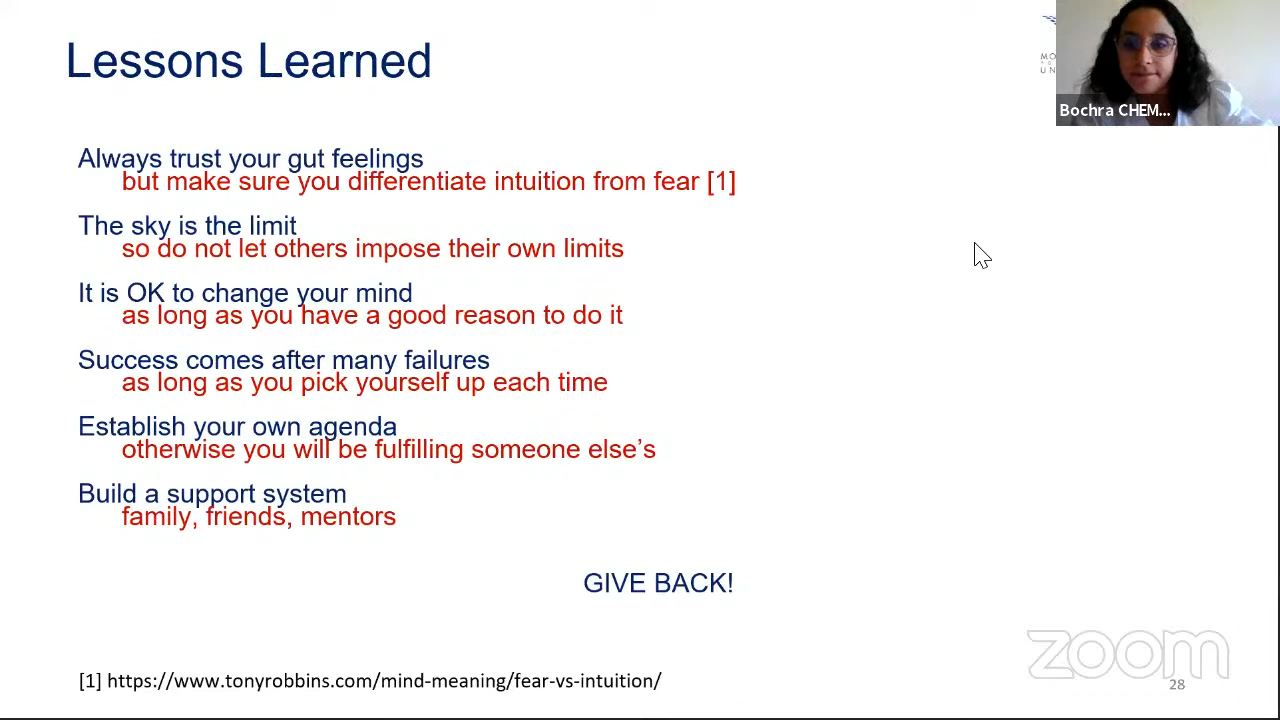 Lessons Learned
MO
UN
Bochra CHEM...
Always trust your gut feelings
but make sure you differentiate intuition from fear [1]
The sky is the limit
so do not let others impose their own limits
It is OK to change your mind
as long as you have a good reason to do it
Success comes after many failures
as long as you pick yourself up each time
Establish your own agenda
otherwise you will be fulfilling someone else’s
Build a support system
family, friends, mentors
GIVE BACK!
zoom
[1] https://www.tonyrobbins.com/mind-meaning/fear-vs-intuition/
28